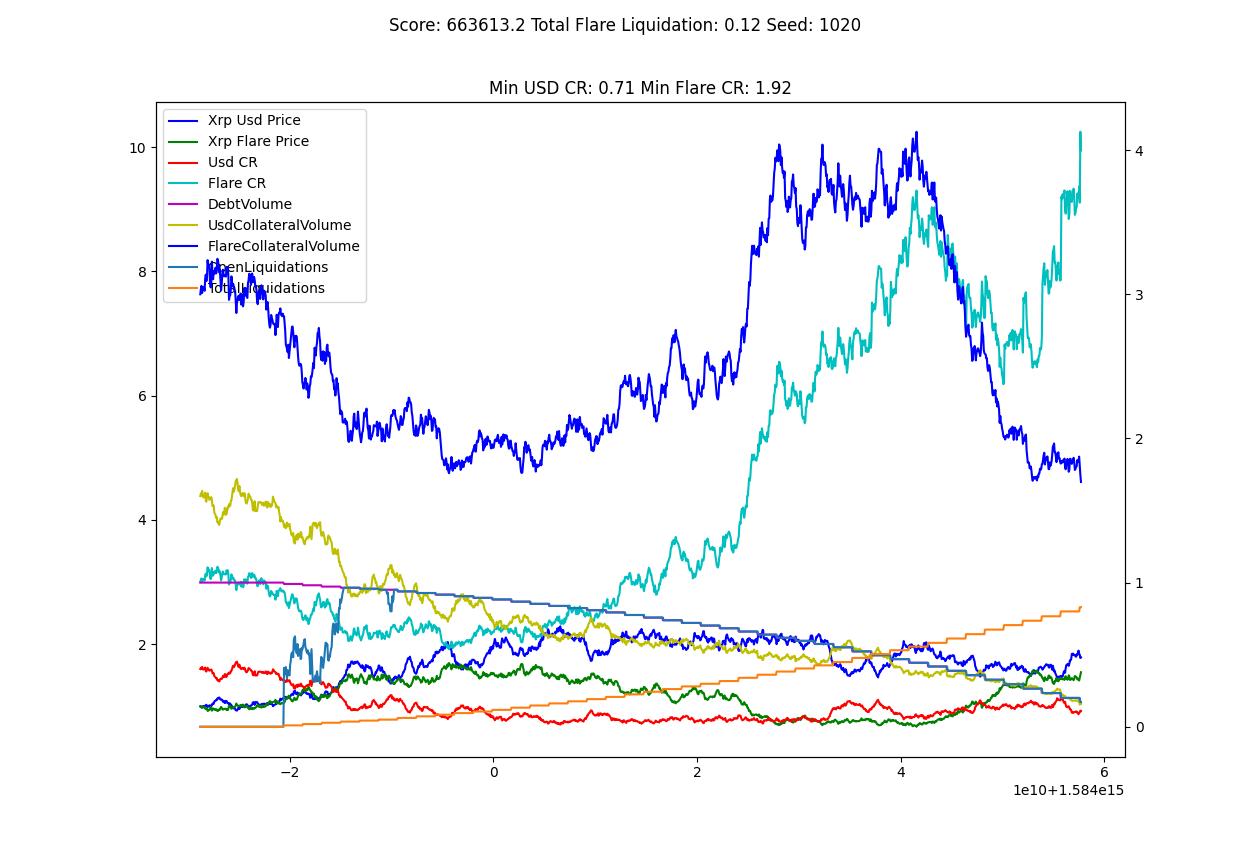 Score: 663613.2 Total Flare Liquidation: 0.12 Seed: 1020
Min USD CR: 0.71 Min Flare CR: 1.92
Xrp Usd Price
Xrp Flare Price
Usd CR
Flare CR
DebtVolume
UsdCollateralVolume
FlareCollateralVolume
OpenLiquidations
TotalLiquidations
10
8
6
4
2
4
3
2
1
0
−2
0
2
4
6
1e10+1.584e15